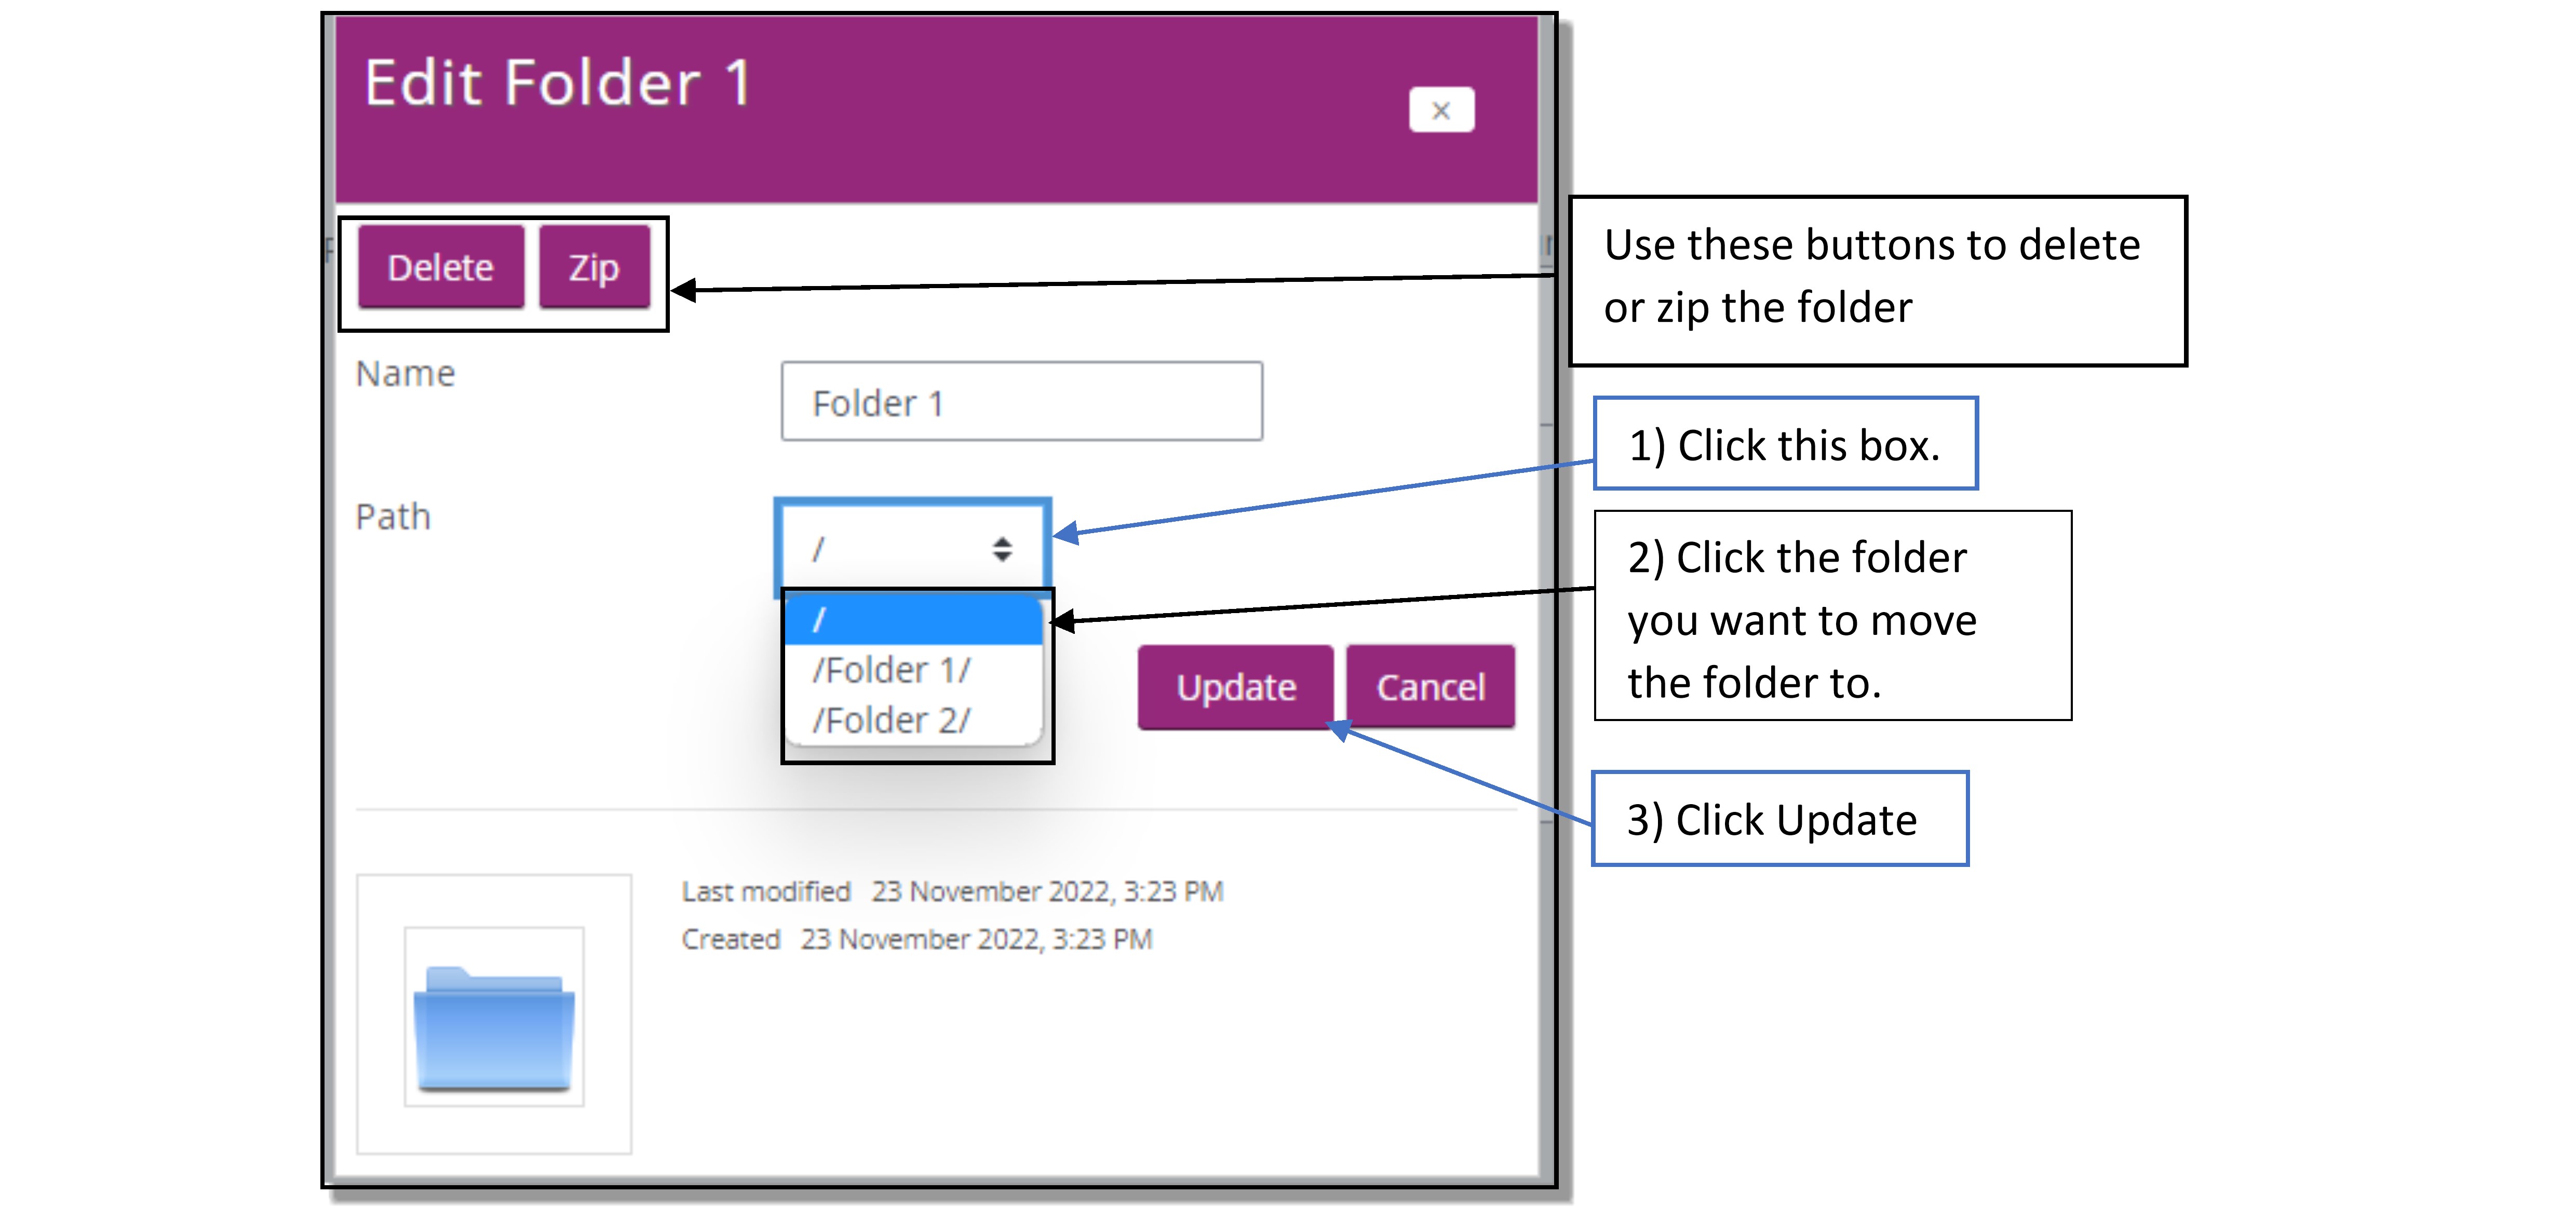 Edit Folder 1
×
Delete Zip
Use these buttons to delete
or zip the folder
Name
Folder 1
1) Click this box.
Path
/
2) Click the folder
you want to move
the folder to.
/
/Folder 1/
/Folder 2/
Update Cancel
3) Click Update
Last modified 23 November 2022, 3:23 PM
Created 23 November 2022, 3:23 PM